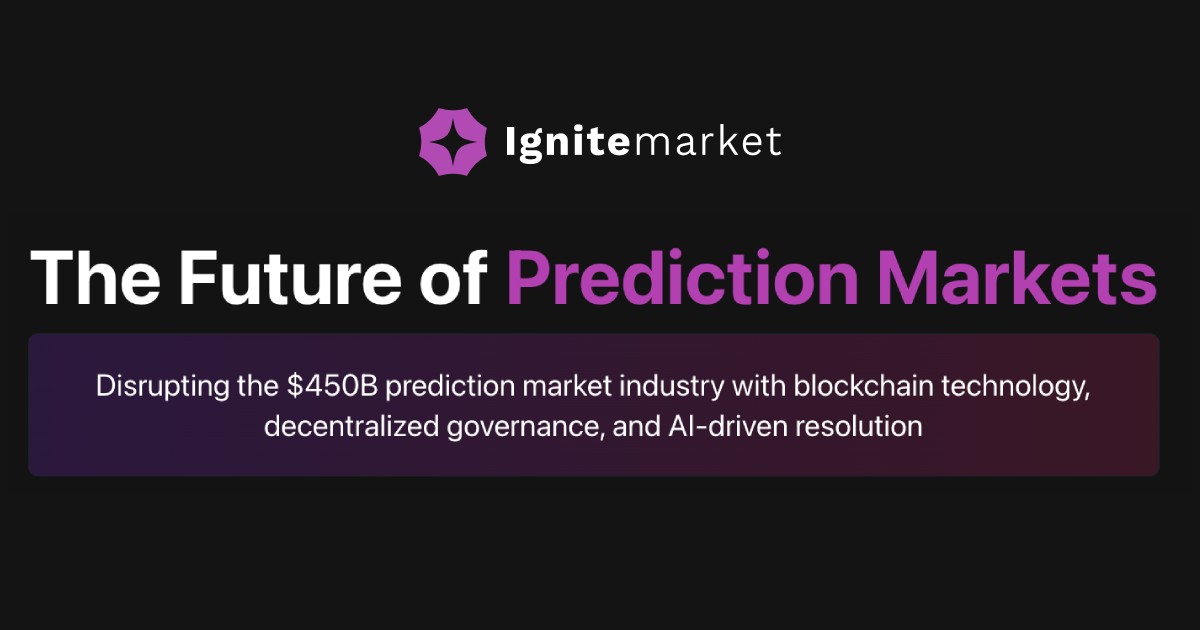 Ignitemarket
The Future of Prediction Markets
Disrupting the $450B prediction market industry with blockchain technology,
decentralized governance, and AI-driven resolution